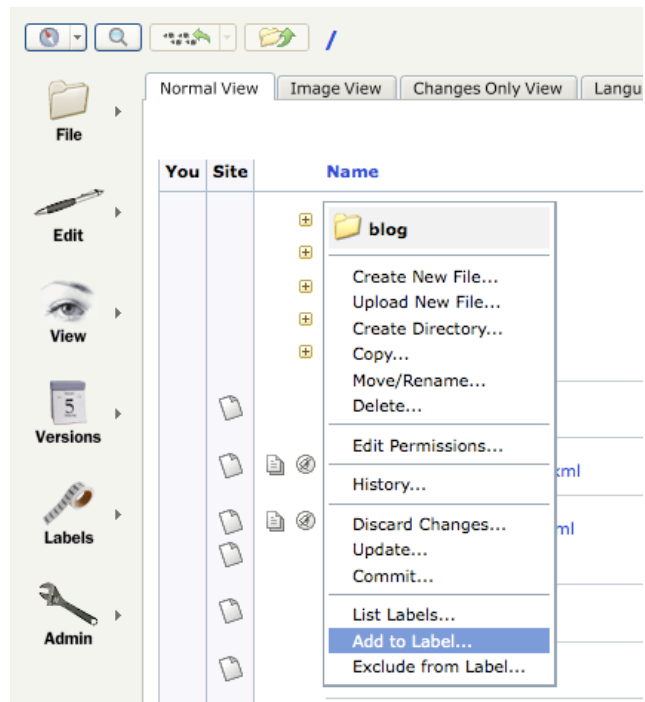 /
Normal View Image View Changes Only View Langu
File
You Site Name
blog
Edit
Create New File...
Upload New File...
Create Directory...
View
Copy...
Move/Rename...
Delete...
5
Versions
Edit Permissions...
xml
History...
Discard Changes...
ml
Labels
Update...
Commit...
List Labels...
Add to Label...
Admin
Exclude from Label...